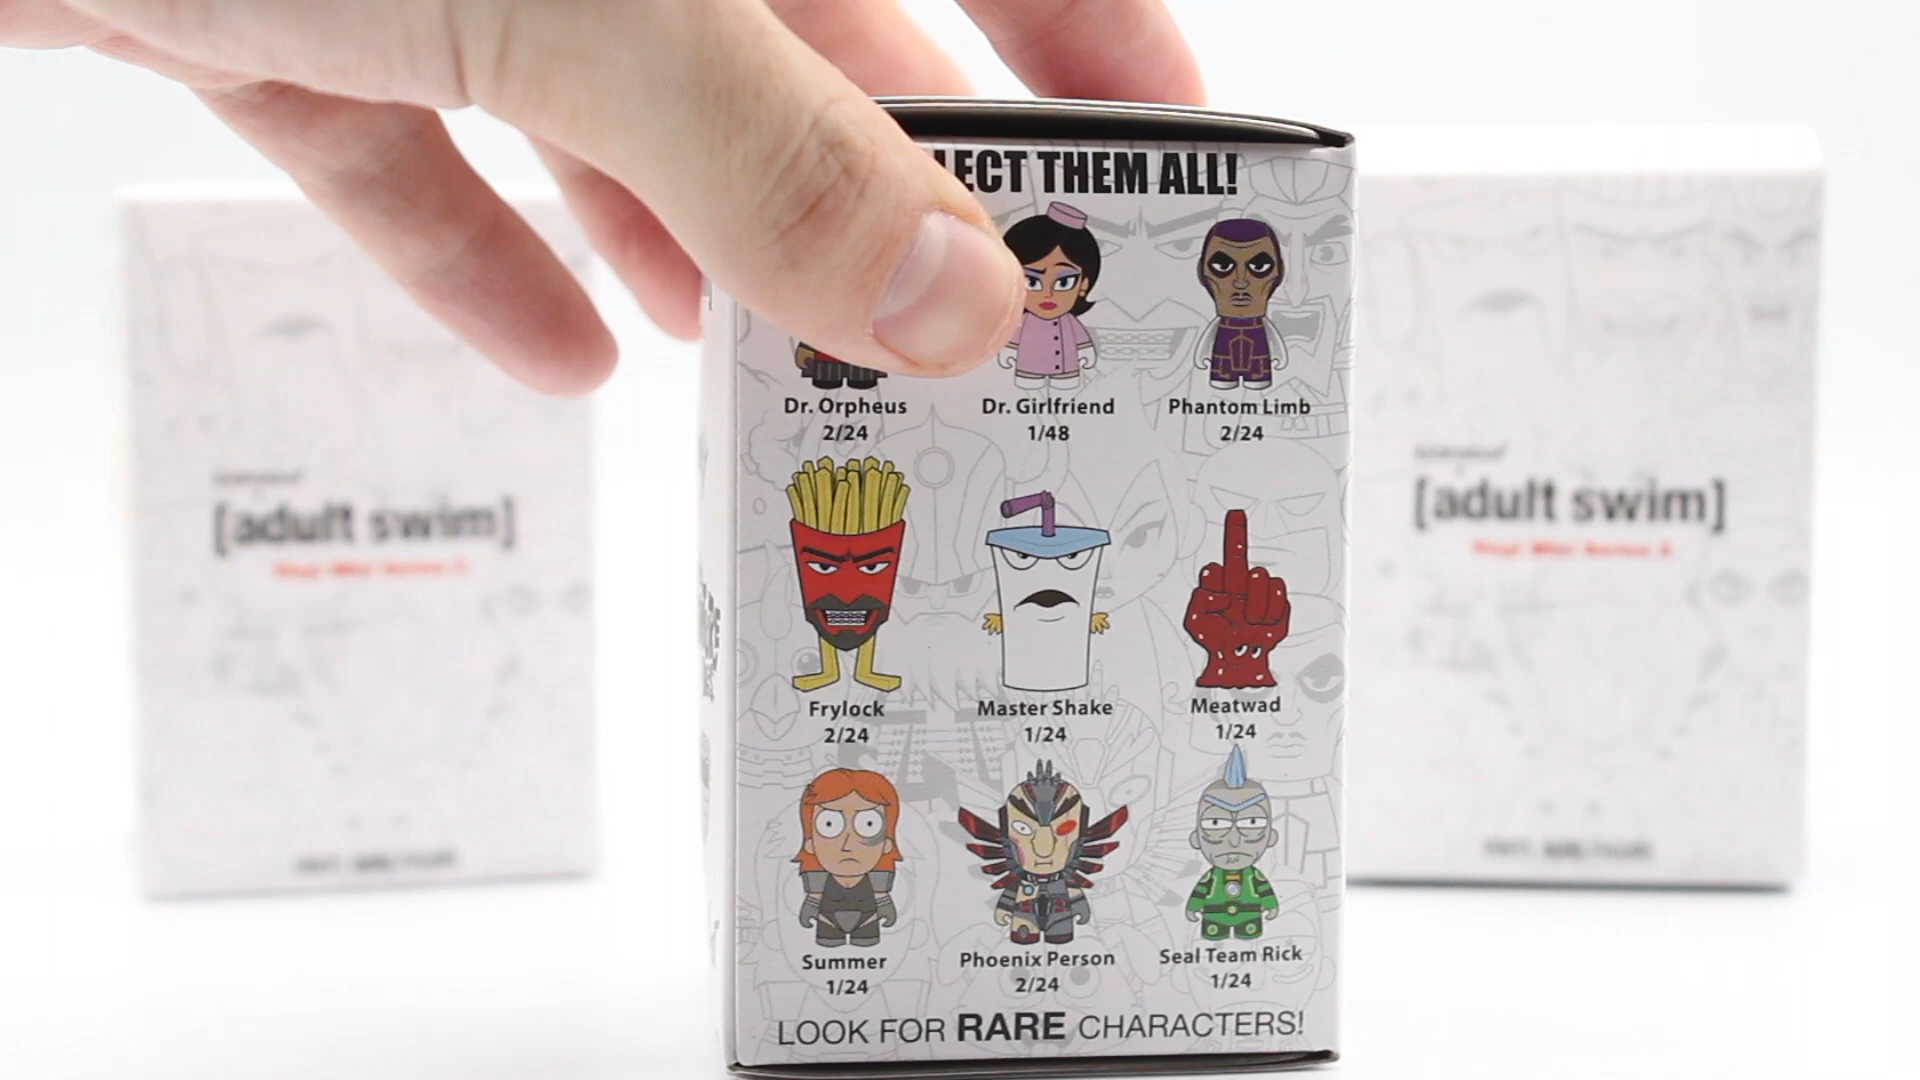 LECT THEM ALL!
Dr. Orpheus
2/24
Dr. Girlfriend
1/48
Phantom Limb
2/24
Frylock
2/24
Master Shake
1/24
Meatwad
1/24
Summer
1/24
Phoenix Person
2/24
Seal Team Rick
1/24
LOOK FOR RARE CHARACTERS!
[adult swim]
[adult swim]